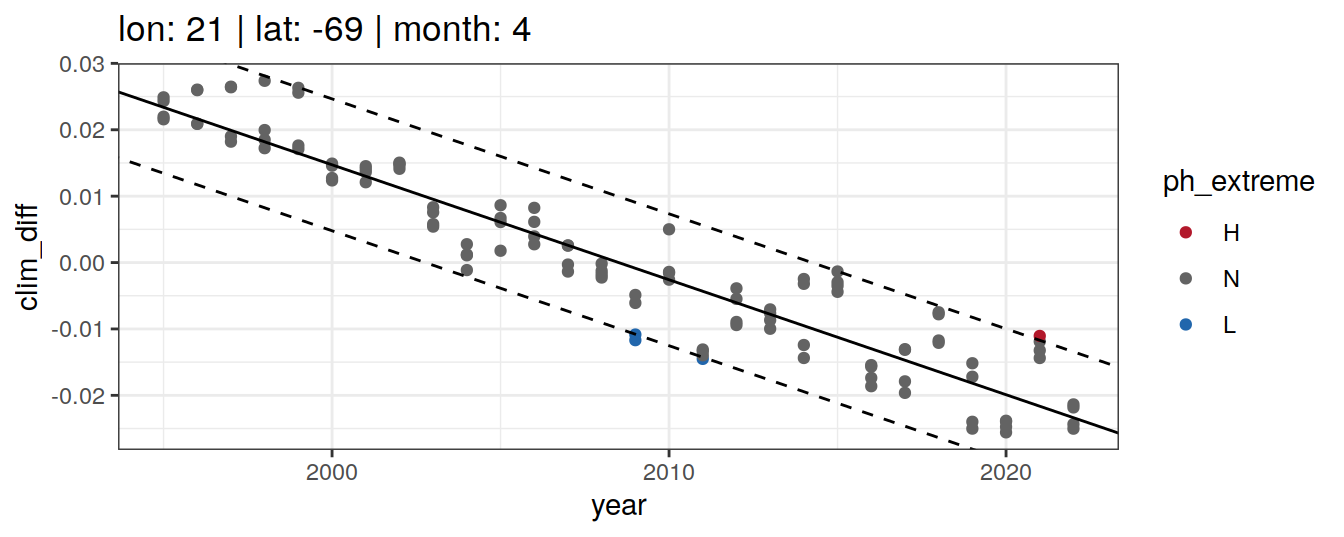 lon: 21 | lat: -69 | month: 4
0.03
0.02
0.01
0.00
-0.01
-0.02
clim_diff
2000
2010
2020
year
ph_extreme
H
N
L